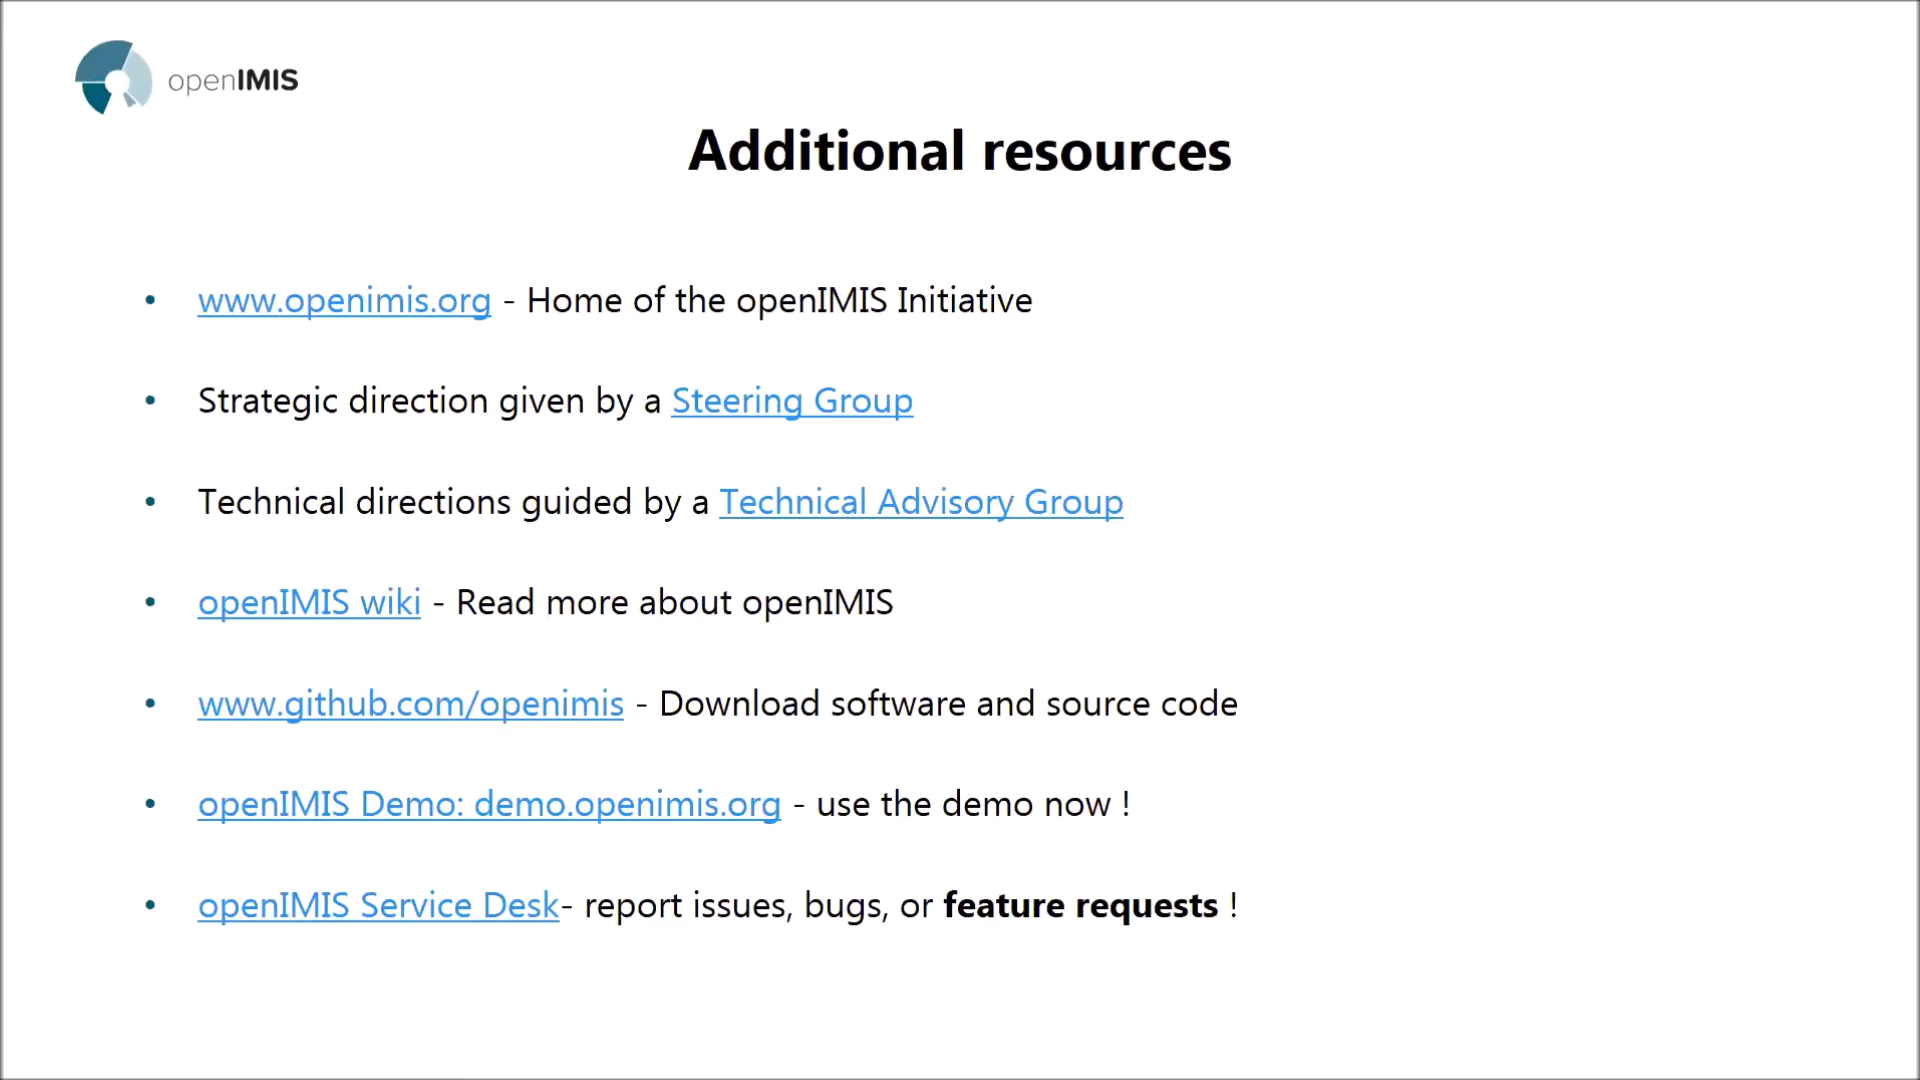 openIMIS
Additional resources
• www.openimis.org - Home of the openIMIS Initiative
• Strategic direction given by a Steering Group
• Technical directions guided by a Technical Advisory Group
• openIMIS wiki - Read more about openIMIS
• www.github.com/openimis - Download software and source code
• openIMIS Demo: demo.openimis.org - use the demo now !
• openIMIS Service Desk- report issues, bugs, or feature requests !